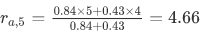 $r_{a,5} = \frac{0.84 \times 5 + 0.43 \times 4}{0.84 + 0.43} = 4.66$